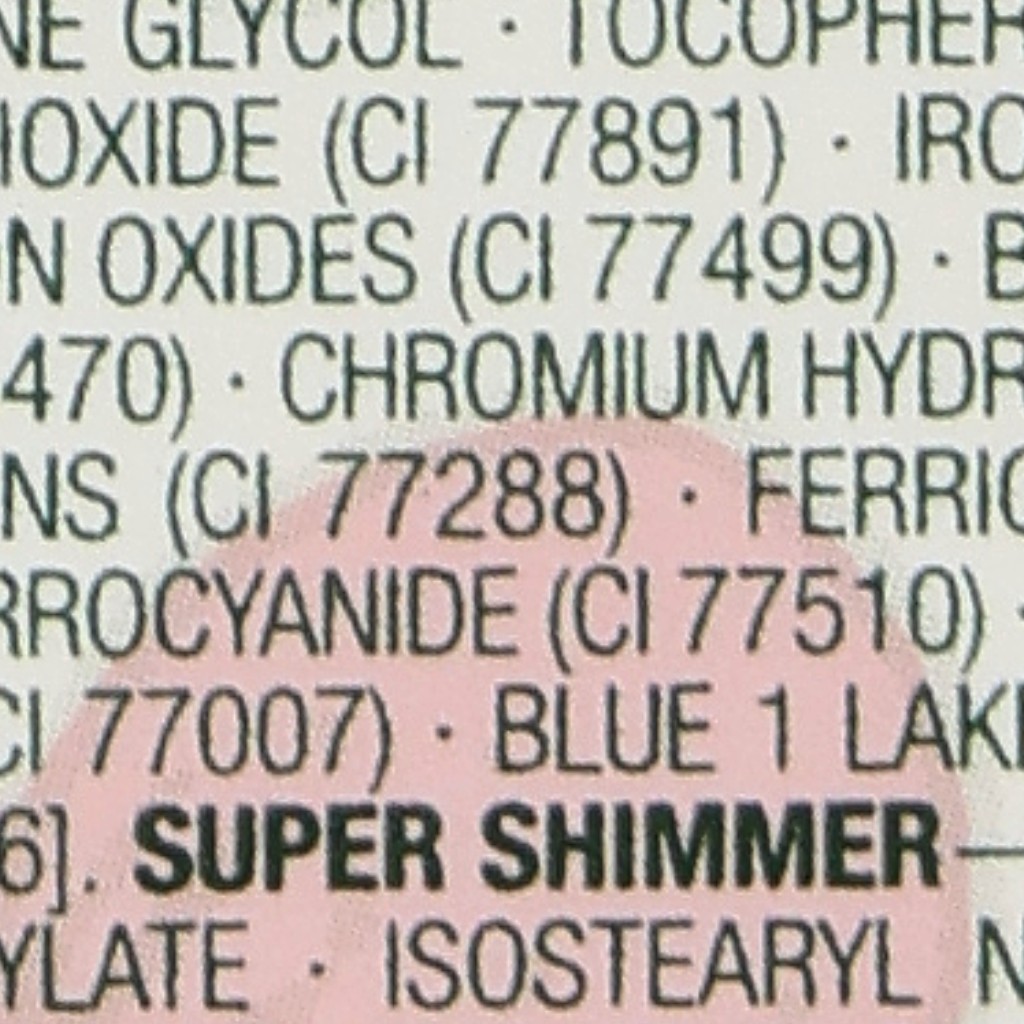 NE GLYCOL · TOCOPHER
IOXIDE (CI 77891) · IRO
N OXIDES (CI 77499) · B
470) · CHROMIUM HYDR
NS (CI 77288) · FERRIC
RROCYANIDE (CI 77510) ·
CI 77007) · BLUE 1 LAKE
6]. SUPER SHIMMER —
YLATE · ISOSTEARYL N